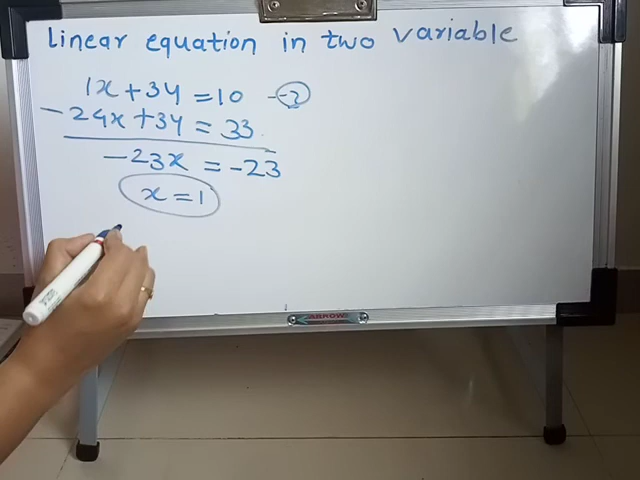 Linear equation in two variable
1x + 3y = 10 - 2
- 24x + 3y = 33
- 23x = - 23
x = 1
ARROW